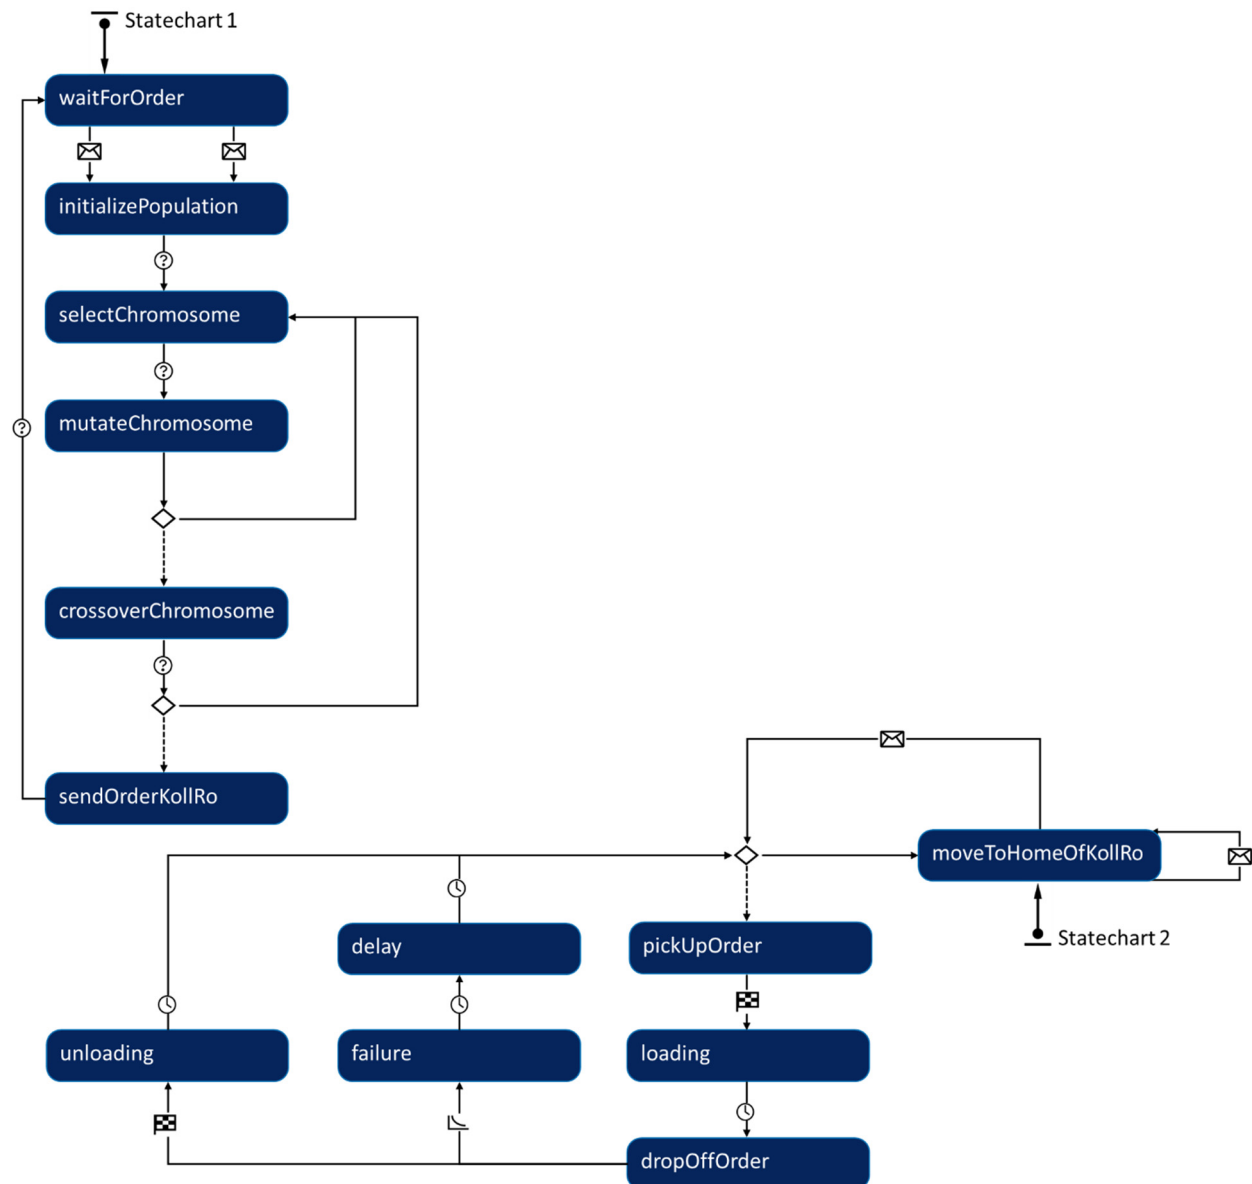 Statechart 1
waitForOrder
initializePopulation
selectChromosome
mutateChromosome
crossoverChromosome
sendOrderKollRo
moveToHomeOfKollRo
Statechart 2
delay
pickUpOrder
unloading
failure
loading
dropOffOrder